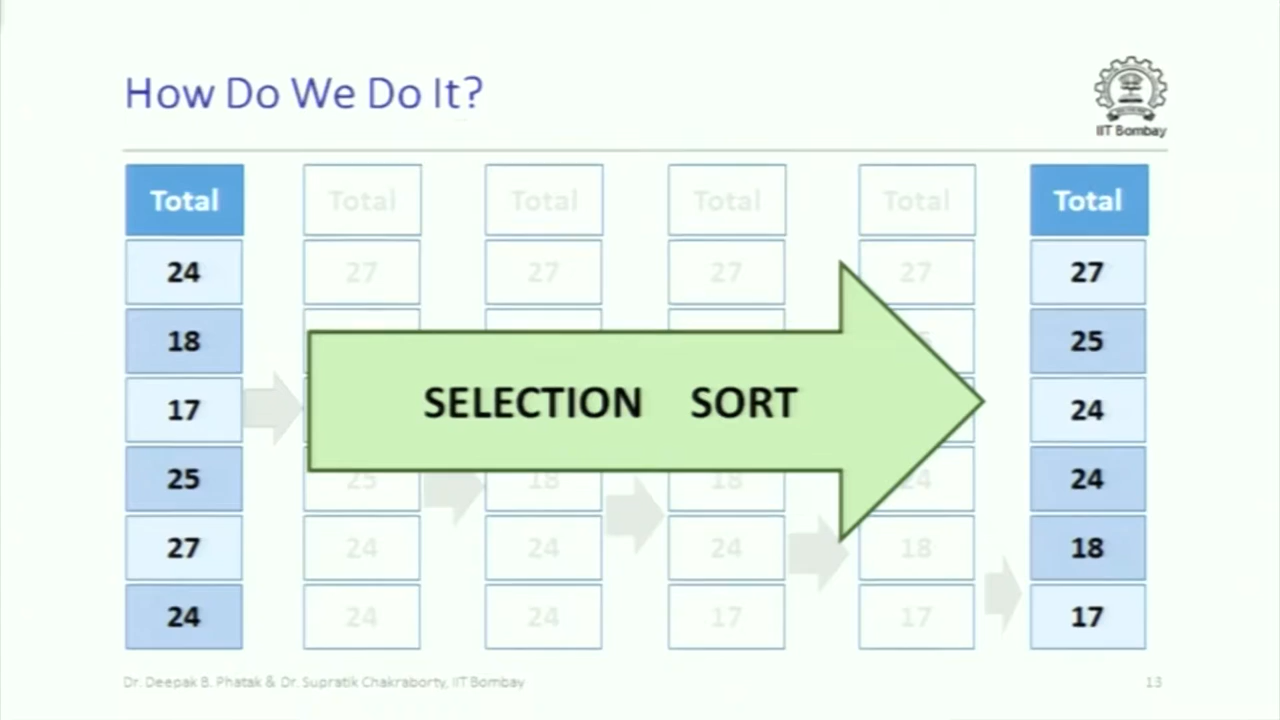 How Do We Do It?
IIT Bombay
Total Total Total Total Total Total
24 27 27 27 27 27
18 25
17 24
SELECTION SORT
25 25 18 18 24 24
27 24 24 24 18 18
24 24 24 17 17 17
Dr. Deepak B. Phatak & Dr. Supratik Chakraborty, IIT Bombay 13